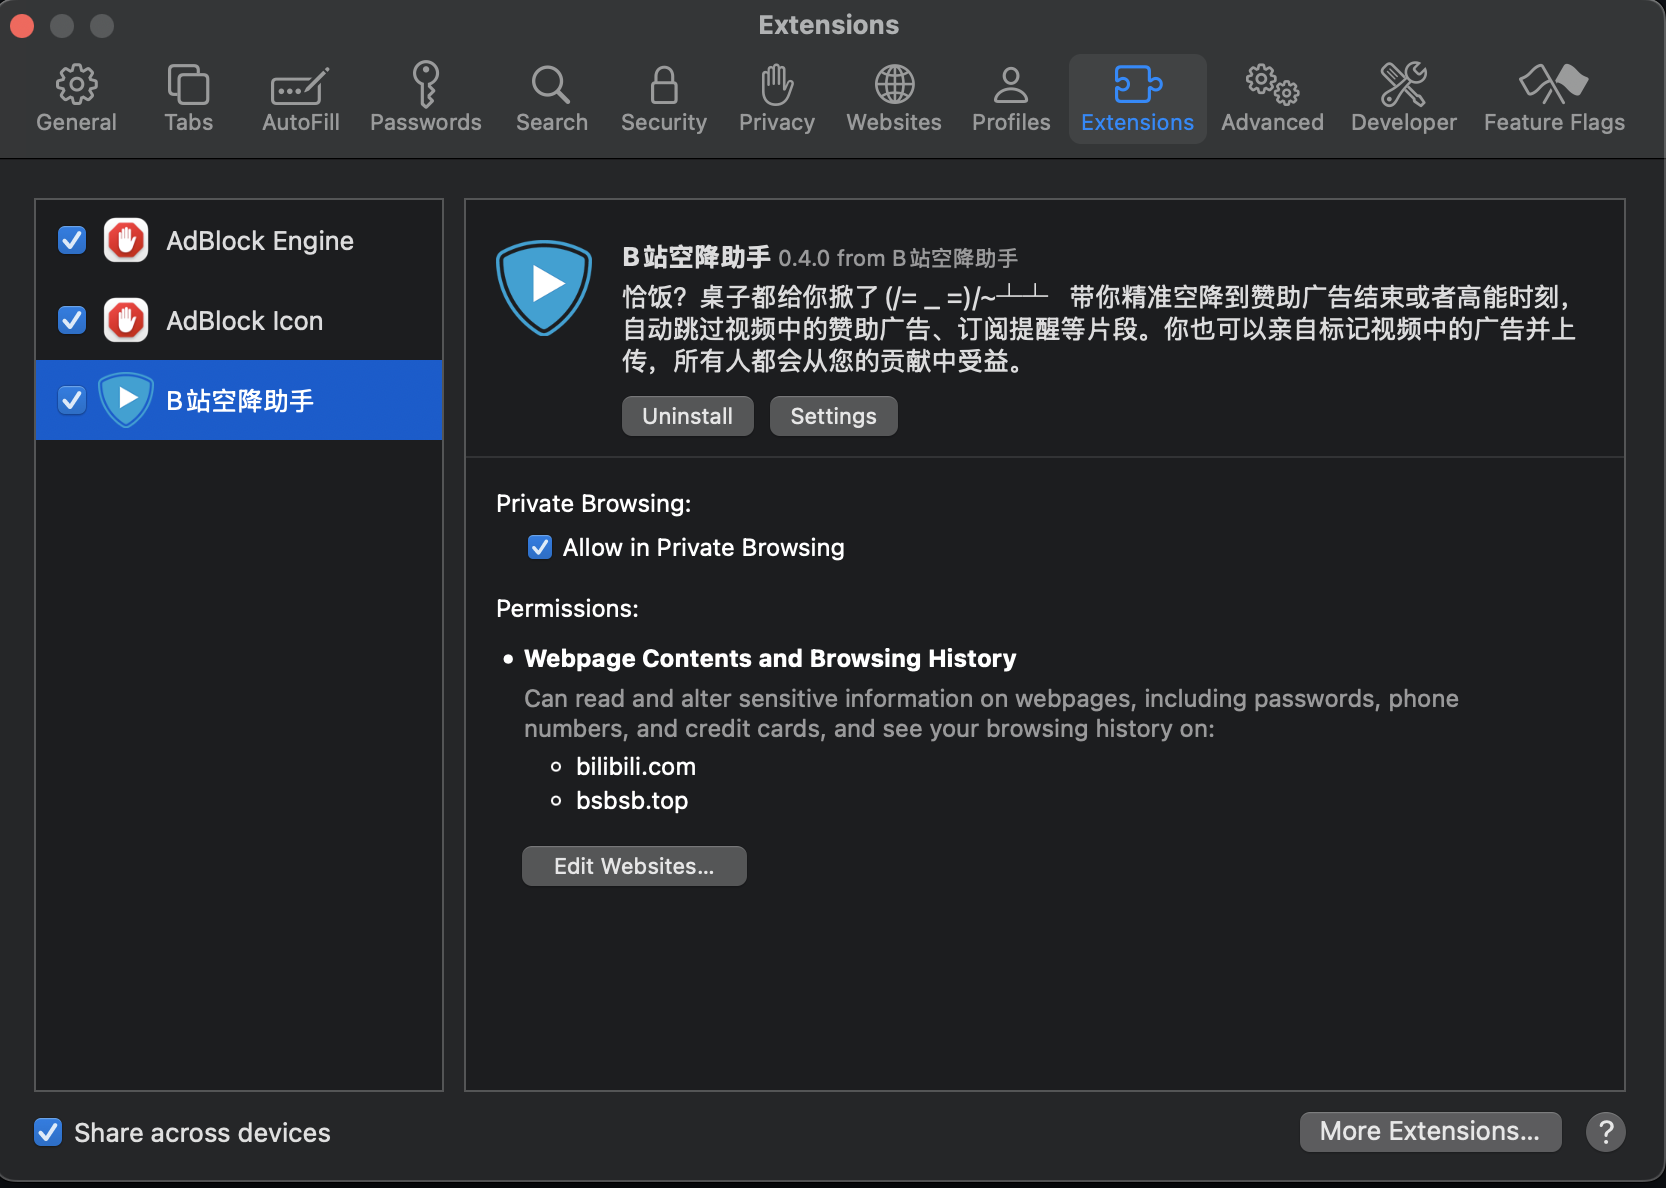 Extensions
General
Tabs
AutoFill
Passwords
Search
Security
Privacy
Websites
Profiles
Extensions
Advanced
Developer
Feature Flags
AdBlock Engine
AdBlock Icon
B站空降助手
B站空降助手 0.4.0 from B站空降助手
恰饭？桌子都给你掀了 (/= _ =)/~┴┴ 带你精准空降到赞助广告结束或者高能时刻，
自动跳过视频中的赞助广告、订阅提醒等片段。你也可以亲自标记视频中的广告并上
传，所有人都会从您的贡献中受益。
Uninstall
Settings
Private Browsing:
Allow in Private Browsing
Permissions:
• Webpage Contents and Browsing History
Can read and alter sensitive information on webpages, including passwords, phone
numbers, and credit cards, and see your browsing history on:
bilibili.com
bsbsb.top
Edit Websites...
Share across devices
More Extensions...
?